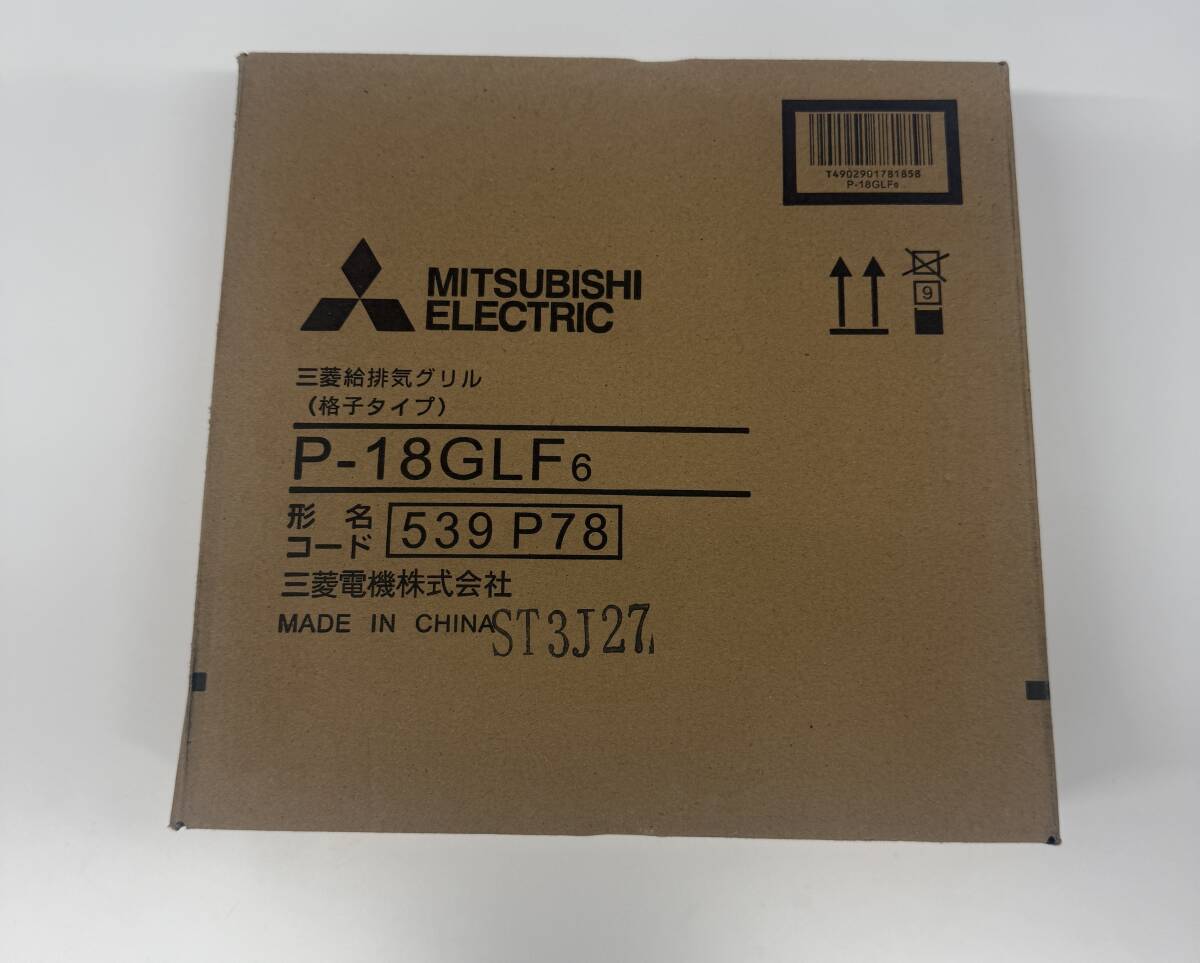 T4902901781858
P-18GLF6
MITSUBISHI
ELECTRIC
9
三菱給排気グリル
（格子タイプ）
P-18GLF6
形名
コード
539 P78
三菱電機株式会社
MADE IN CHINA
ST3J27